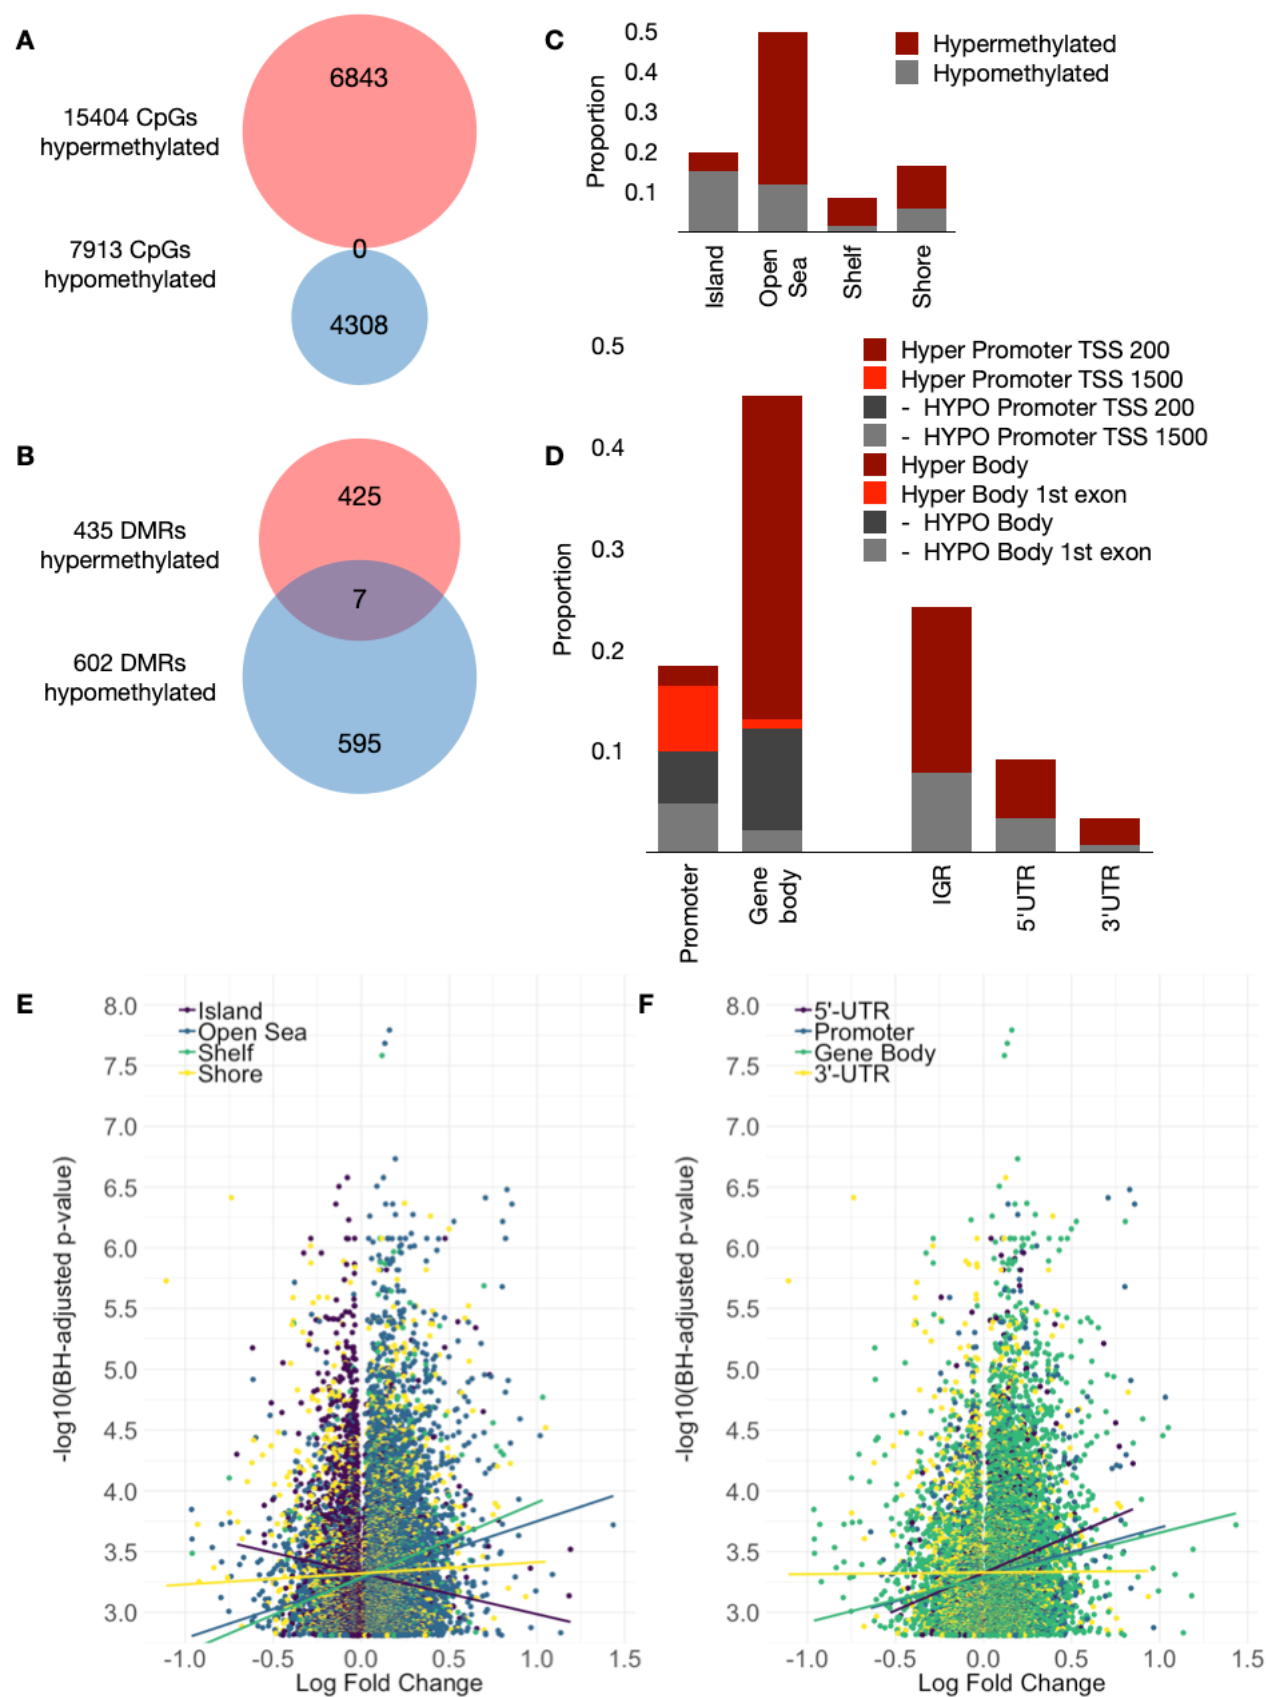 A
15404 CpGs
hypermethylated
6843
7913 CpGs
hypomethylated
0
4308
B
435 DMRs
hypermethylated
425
7
602 DMRs
hypomethylated
595
C
Proportion
0.5
0.4
0.3
0.2
0.1
Hypermethylated
Hypomethylated
Island
Open
Sea
Shelf
Shore
D
Proportion
0.5
0.4
0.3
0.2
0.1
Hyper Promoter TSS 200
Hyper Promoter TSS 1500
- HYPO Promoter TSS 200
- HYPO Promoter TSS 1500
Hyper Body
Hyper Body 1st exon
- HYPO Body
- HYPO Body 1st exon
Promoter
Gene
body
IGR
5'UTR
3'UTR
E
-log10(BH-adjusted p-value)
8.0
7.5
7.0
6.5
6.0
5.5
5.0
4.5
4.0
3.5
3.0
Island
Open Sea
Shelf
Shore
-1.0 -0.5 0.0 0.5 1.0 1.5
Log Fold Change
F
-log10(BH-adjusted p-value)
8.0
7.5
7.0
6.5
6.0
5.5
5.0
4.5
4.0
3.5
3.0
5'-UTR
Promoter
Gene Body
3'-UTR
-1.0 -0.5 0.0 0.5 1.0 1.5
Log Fold Change